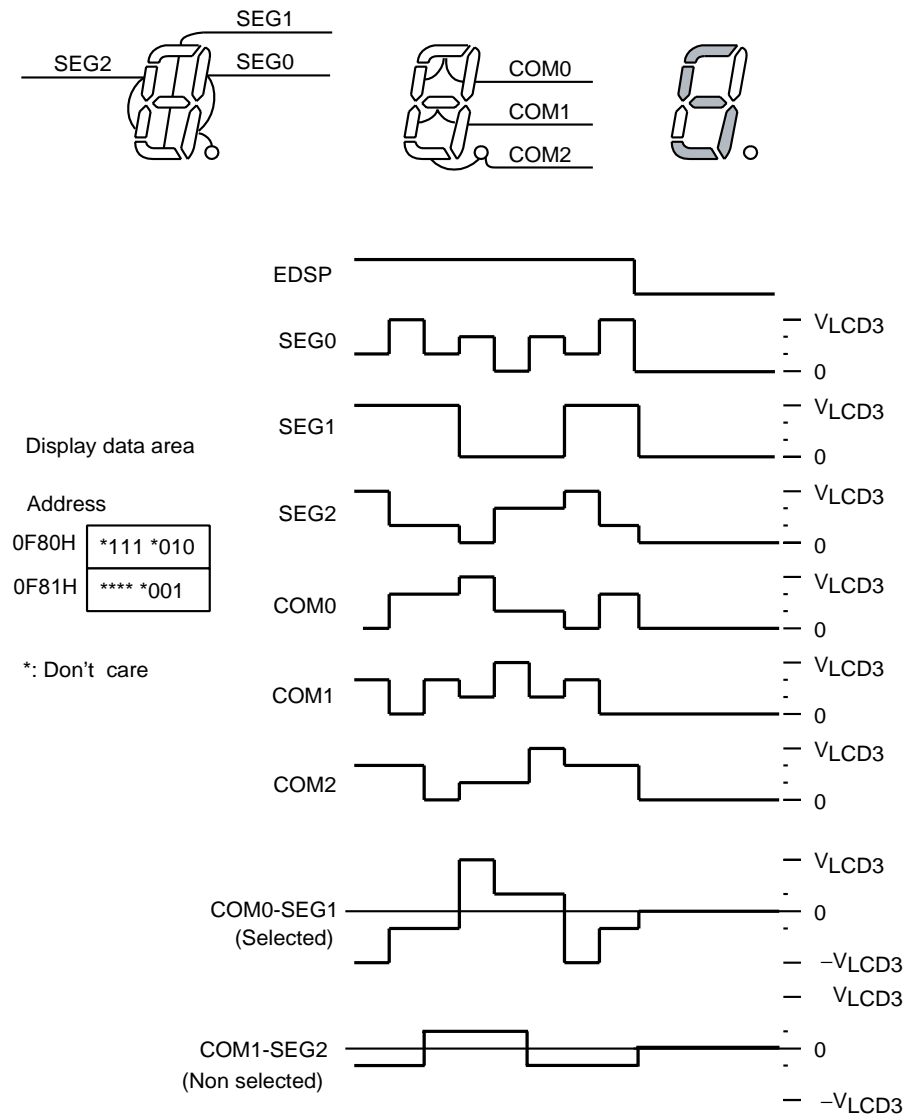 SEG1
SEG2
SEG0
COM0
COM1
COM2
EDSP
SEG0
VLCD3
0
SEG1
VLCD3
0
Display data area
SEG2
VLCD3
0
Address
0F80H *111 *010
0F81H **** *001
COM0
VLCD3
0
*: Don't care
COM1
VLCD3
0
COM2
VLCD3
0
COM0-SEG1
(Selected)
VLCD3
0
−VLCD3
COM1-SEG2
(Non selected)
VLCD3
0
−VLCD3